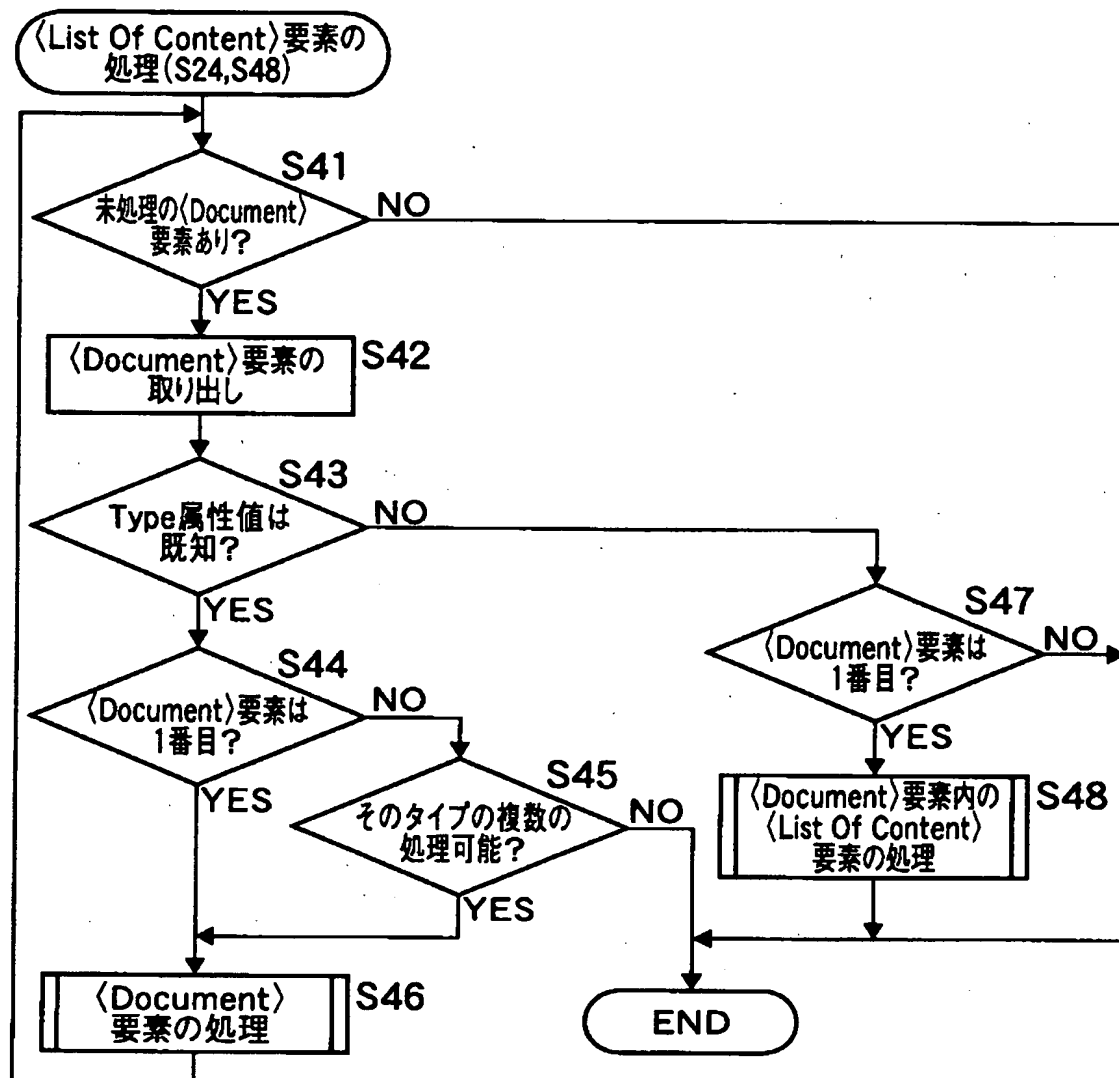 〈List Of Content〉要素の
処理(S24,S48)
S41
未処理の〈Document〉
要素あり?
NO
YES
〈Document〉要素の
取り出し
S42
S43
Type属性値は
既知?
NO
YES
S47
〈Document〉要素は
1番目?
NO
YES
S44
〈Document〉要素は
1番目?
NO
YES
S45
そのタイプの複数の
処理可能?
NO
YES
〈Document〉要素内の
〈List Of Content〉
要素の処理
S48
〈Document〉
要素の処理
S46
END